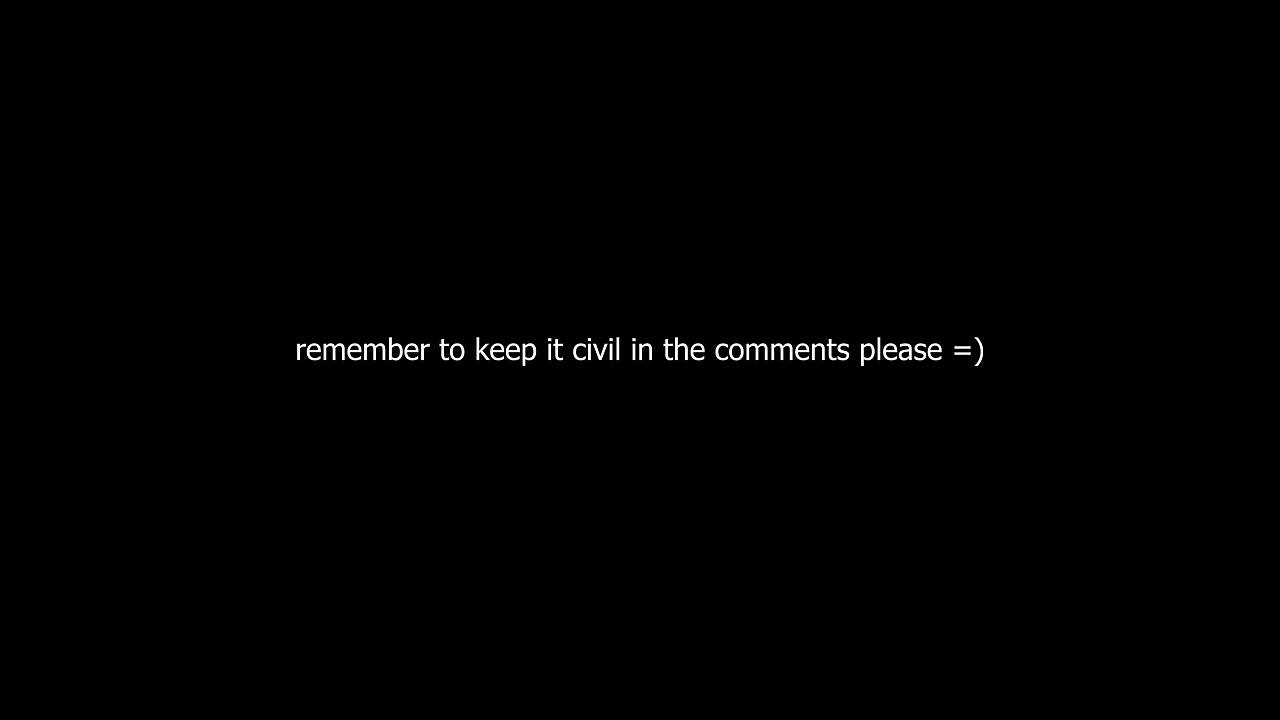 remember to keep it civil in the comments please =)